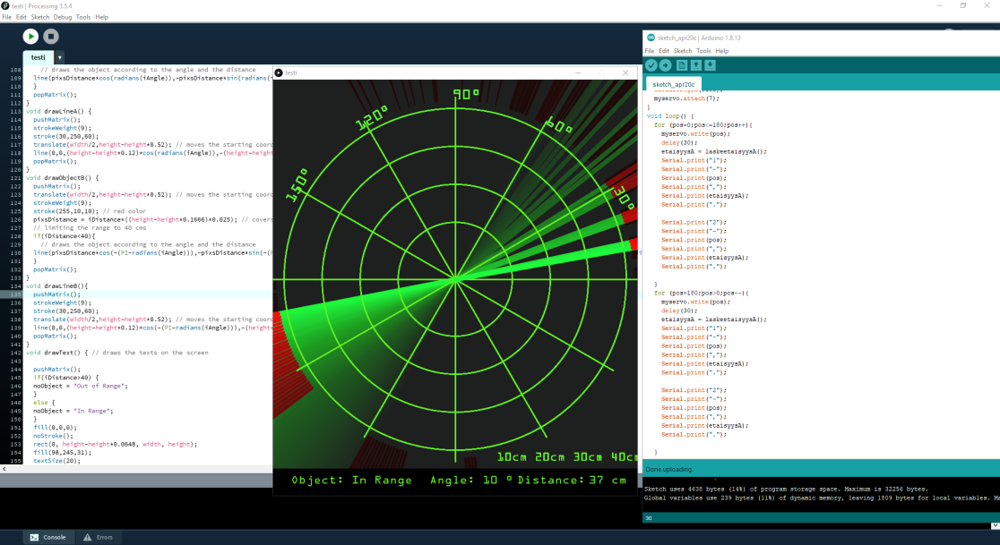 testi | Processing 3.5.4
File Edit Sketch Debug Tools Help
testi
108 // draws the object according to the angle and the distance
109 line(pixsDistance*cos(radians(iAngle)),-pixsDistance*sin(radians(i
110 }
111 popMatrix();
112 }
113 void drawLineA() {
114 pushMatrix();
115 strokeWeight(9);
116 stroke(30,250,60);
117 translate(width/2,height-height*0.52); // moves the starting coord
118 line(0,0,(height-height*0.12)*cos(radians(iAngle)),-(height-height
119 popMatrix();
120 }
121 void drawObjectB() {
122 pushMatrix();
123 translate(width/2,height-height*0.52); // moves the starting coord
124 strokeWeight(9);
125 stroke(255,10,10); // red color
126 pixsDistance = iDistance*((height-height*0.1666)*0.025); // covers
127 // limiting the range to 40 cms
128 if(iDistance<40){
129 // draws the object according to the angle and the distance
130 line(pixsDistance*cos(-(PI-radians(iAngle))),-pixsDistance*sin(-(P
131 }
132 popMatrix();
133 }
134 void drawLineB(){
135 pushMatrix();
136 strokeWeight(9);
137 stroke(30,250,60);
138 translate(width/2,height-height*0.52); // moves the starting coord
139 line(0,0,(height-height*0.12)*cos(-(PI-radians(iAngle))),-(height-
140 popMatrix();
141 }
142 void drawText() { // draws the texts on the screen
143
144 pushMatrix();
145 if(iDistance>40) {
146 noObject = "Out of Range";
147 }
148 else {
149 noObject = "In Range";
150 }
151 fill(0,0,0);
152 noStroke();
153 rect(0, height-height*0.0648, width, height);
154 fill(98,245,31);
155 textSize(20);
Console Errors
testi
90°
120°
60°
150°
30°
10cm 20cm 30cm 40cm
Object: In Range Angle: 10 ° Distance: 37 cm
sketch_apr20c | Arduino 1.8.13
File Edit Sketch Tools Help
sketch_apr20c
myservo.attach(7);
}
void loop() {
for (pos=0;pos<=180;pos++){
myservo.write(pos);
delay(30);
etaisyysA = laskeetaisyysA();
Serial.print("1");
Serial.print("-");
Serial.print(pos);
Serial.print(",");
Serial.print(etaisyysA);
Serial.print(".");
Serial.print("2");
Serial.print("-");
Serial.print(pos);
Serial.print(",");
Serial.print(etaisyysA);
Serial.print(".");
}
for (pos=180;pos>0;pos--){
myservo.write(pos);
delay(30);
etaisyysA = laskeetaisyysA();
Serial.print("1");
Serial.print("-");
Serial.print(pos);
Serial.print(",");
Serial.print(etaisyysA);
Serial.print(".");
Serial.print("2");
Serial.print("-");
Serial.print(pos);
Serial.print(",");
Serial.print(etaisyysA);
Serial.print(".");
}
Done uploading.
Sketch uses 4638 bytes (14%) of program storage space. Maximum is 32256 bytes.
Global variables use 239 bytes (11%) of dynamic memory, leaving 1809 bytes for local variables. Ma
30